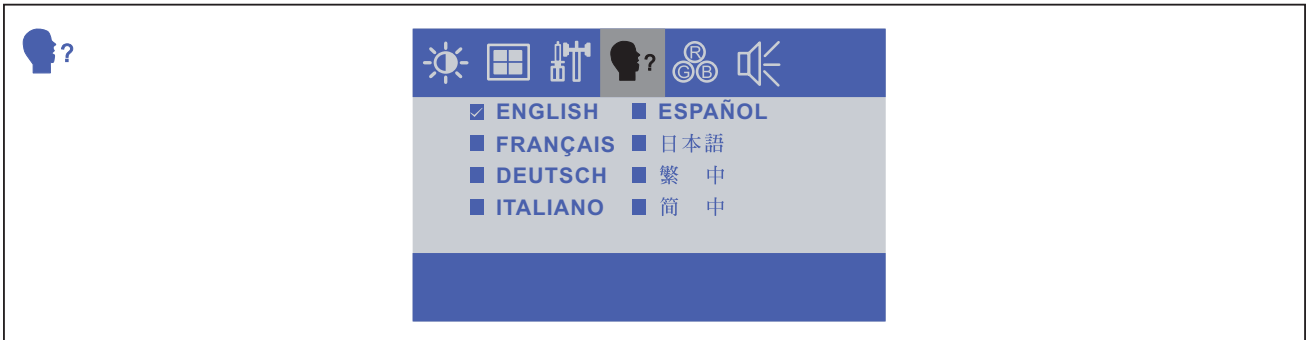 ?
?
R
G B
ENGLISH ESPAÑOL
FRANÇAIS 日本語
DEUTSCH 繁 中
ITALIANO 简 中